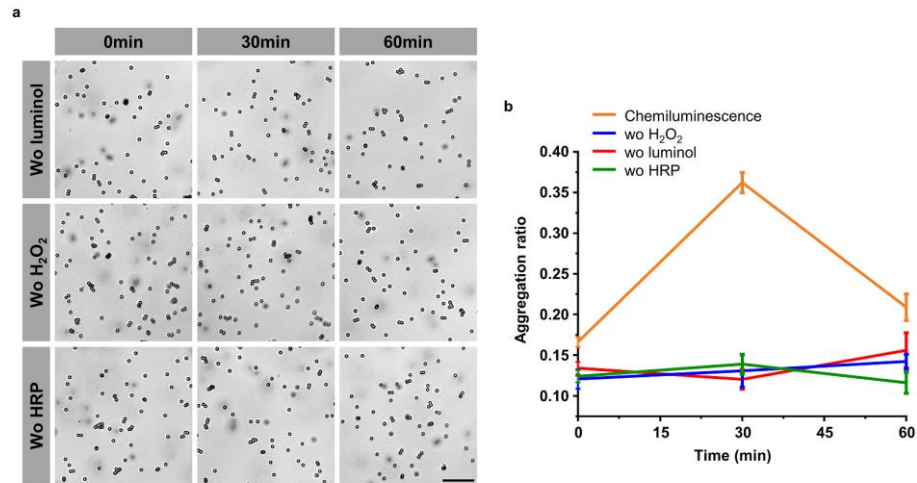 a
0min 30min 60min
Wo luminol
Wo H₂O₂
Wo HRP
b
Chemiluminescence
wo H₂O₂
wo luminol
wo HRP
Aggregation ratio
0.40
0.35
0.30
0.25
0.20
0.15
0.10
0 15 30 45 60
Time (min)